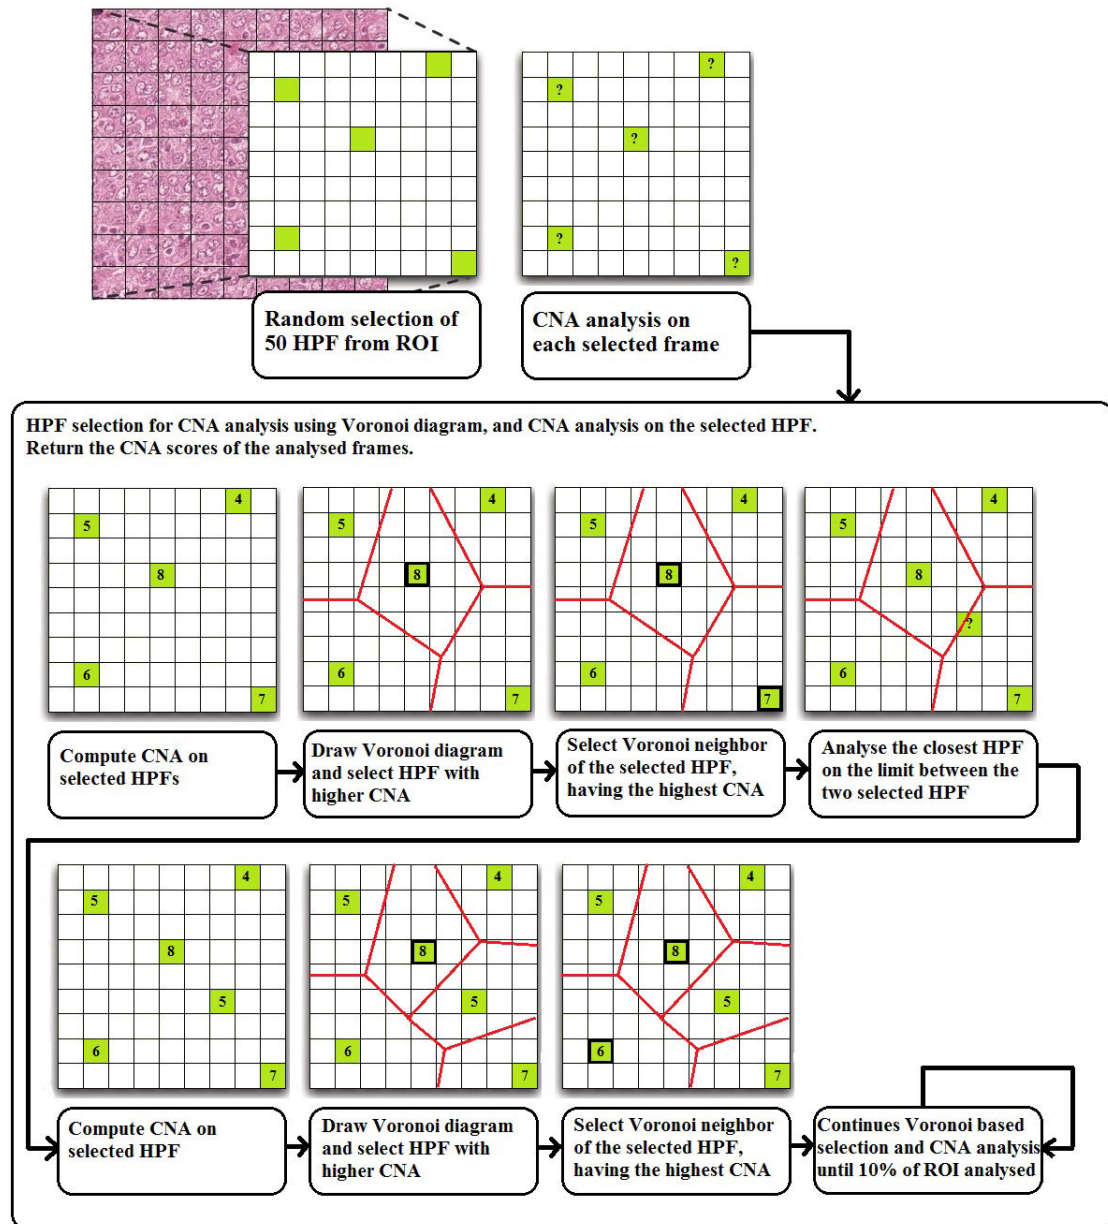 ?
?
?
?
?
Random selection of
50 HPF from ROI
CNA analysis on
each selected frame
HPF selection for CNA analysis using Voronoi diagram, and CNA analysis on the selected HPF.
Return the CNA scores of the analysed frames.
4
5
8
6
7
4
5
8
6
7
4
5
8
6
7
4
5
8
?
6
7
Compute CNA on
selected HPFs
Draw Voronoi diagram
and select HPF with
higher CNA
Select Voronoi neighbor
of the selected HPF,
having the highest CNA
Analyse the closest HPF
on the limit between the
two selected HPF
4
5
8
5
6
7
4
5
8
5
6
7
4
5
8
5
6
7
Compute CNA on
selected HPF
Draw Voronoi diagram
and select HPF with
higher CNA
Select Voronoi neighbor
of the selected HPF,
having the highest CNA
Continues Voronoi based
selection and CNA analysis
until 10% of ROI analysed